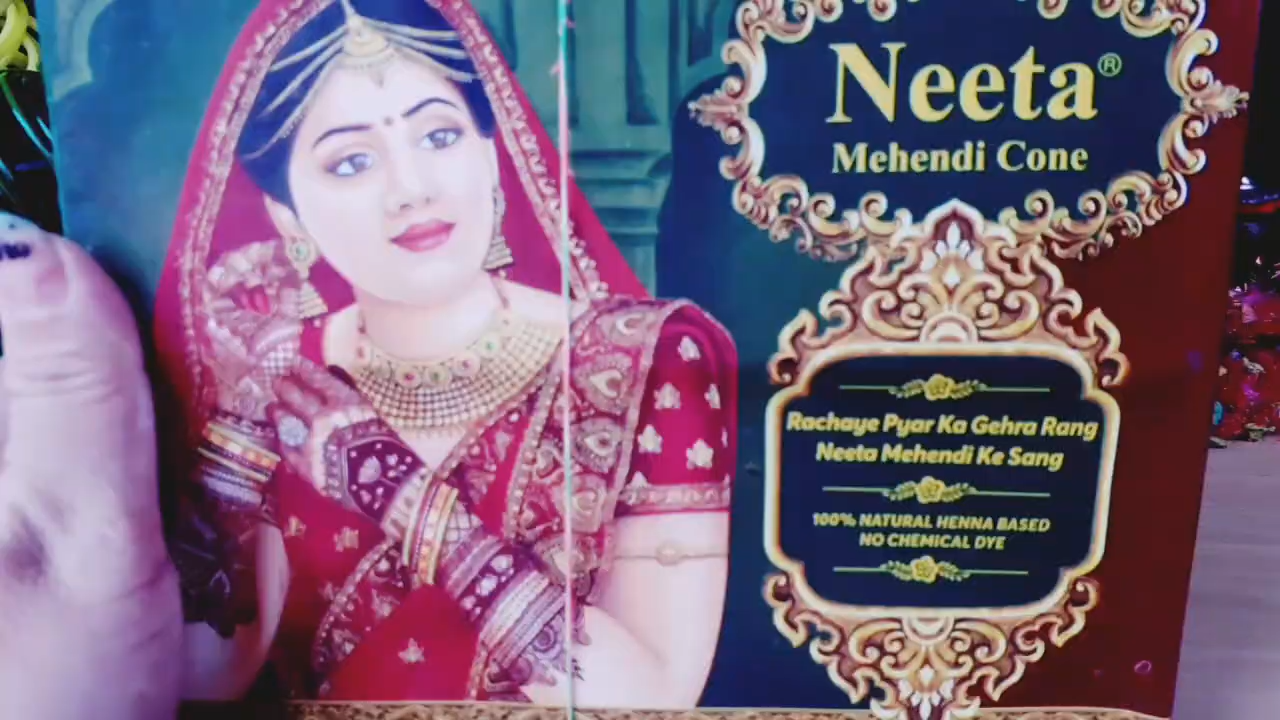 Neeta®
Mehendi Cone
Rachaye Pyar Ka Gehra Rang
Neeta Mehendi Ke Sang
100% NATURAL HENNA BASED
NO CHEMICAL DYE